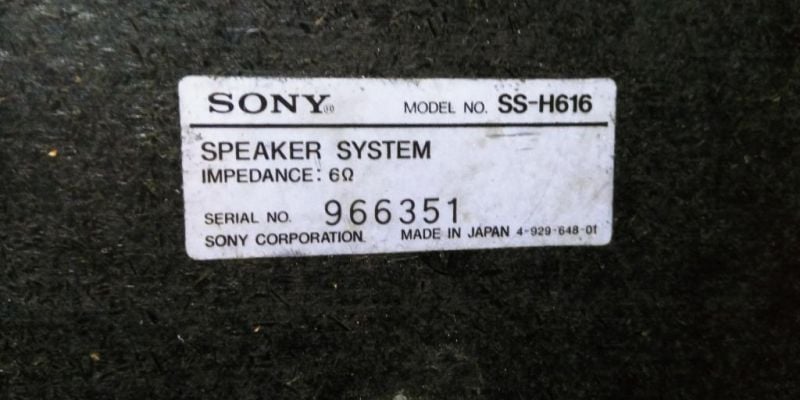 SONY® MODEL NO. SS-H616
SPEAKER SYSTEM
IMPEDANCE: 6Ω
SERIAL NO. 966351
SONY CORPORATION MADE IN JAPAN 4-929-648-01